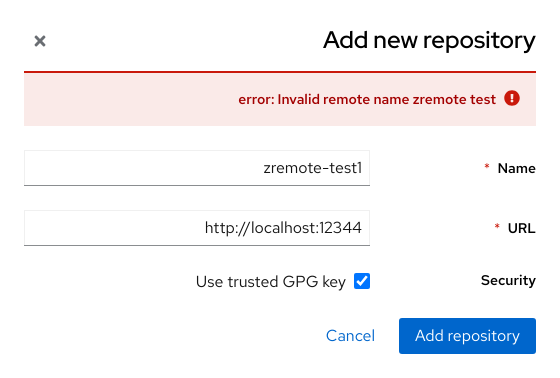 Add new repository
error: Invalid remote name zremote test
* Name
zremote-test1
* URL
http://localhost:12344
Security
Use trusted GPG key
Add repository
Cancel